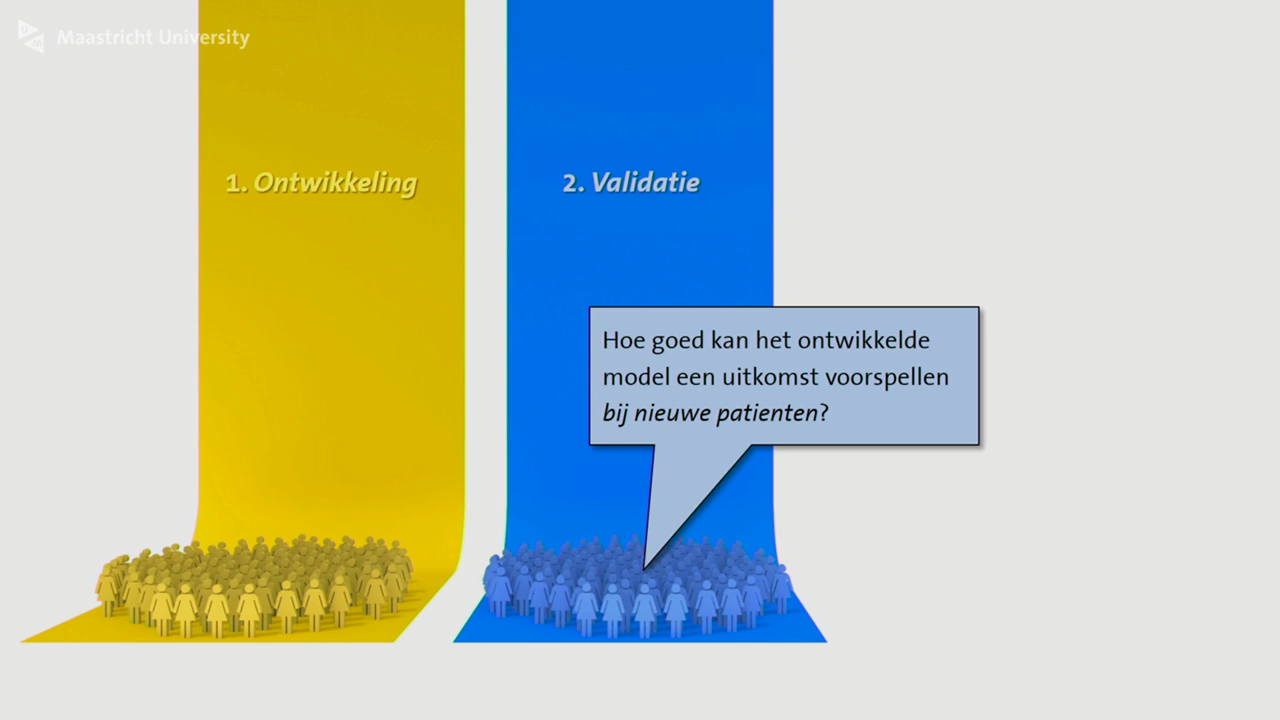 Maastricht University
1. Ontwikkeling
2. Validatie
Hoe goed kan het ontwikkelde
model een uitkomst voorspellen
bij nieuwe patienten?